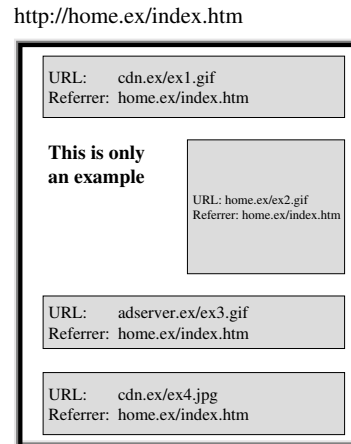 http://home.ex/index.htm
URL: cdn.ex/ex1.gif
Referrer: home.ex/index.htm
This is only
an example
URL: home.ex/ex2.gif
Referrer: home.ex/index.htm
URL: adserver.ex/ex3.gif
Referrer: home.ex/index.htm
URL: cdn.ex/ex4.jpg
Referrer: home.ex/index.htm